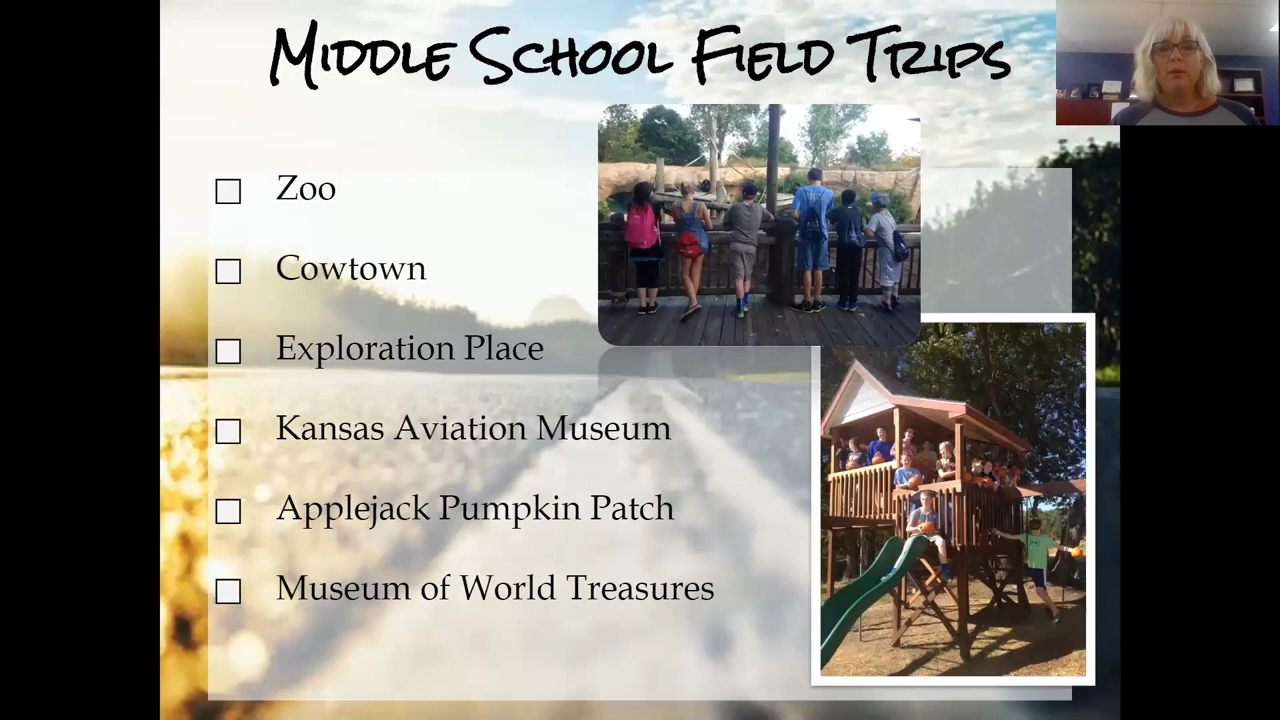 Middle School Field Trips
Zoo
Cowtown
Exploration Place
Kansas Aviation Museum
Applejack Pumpkin Patch
Museum of World Treasures